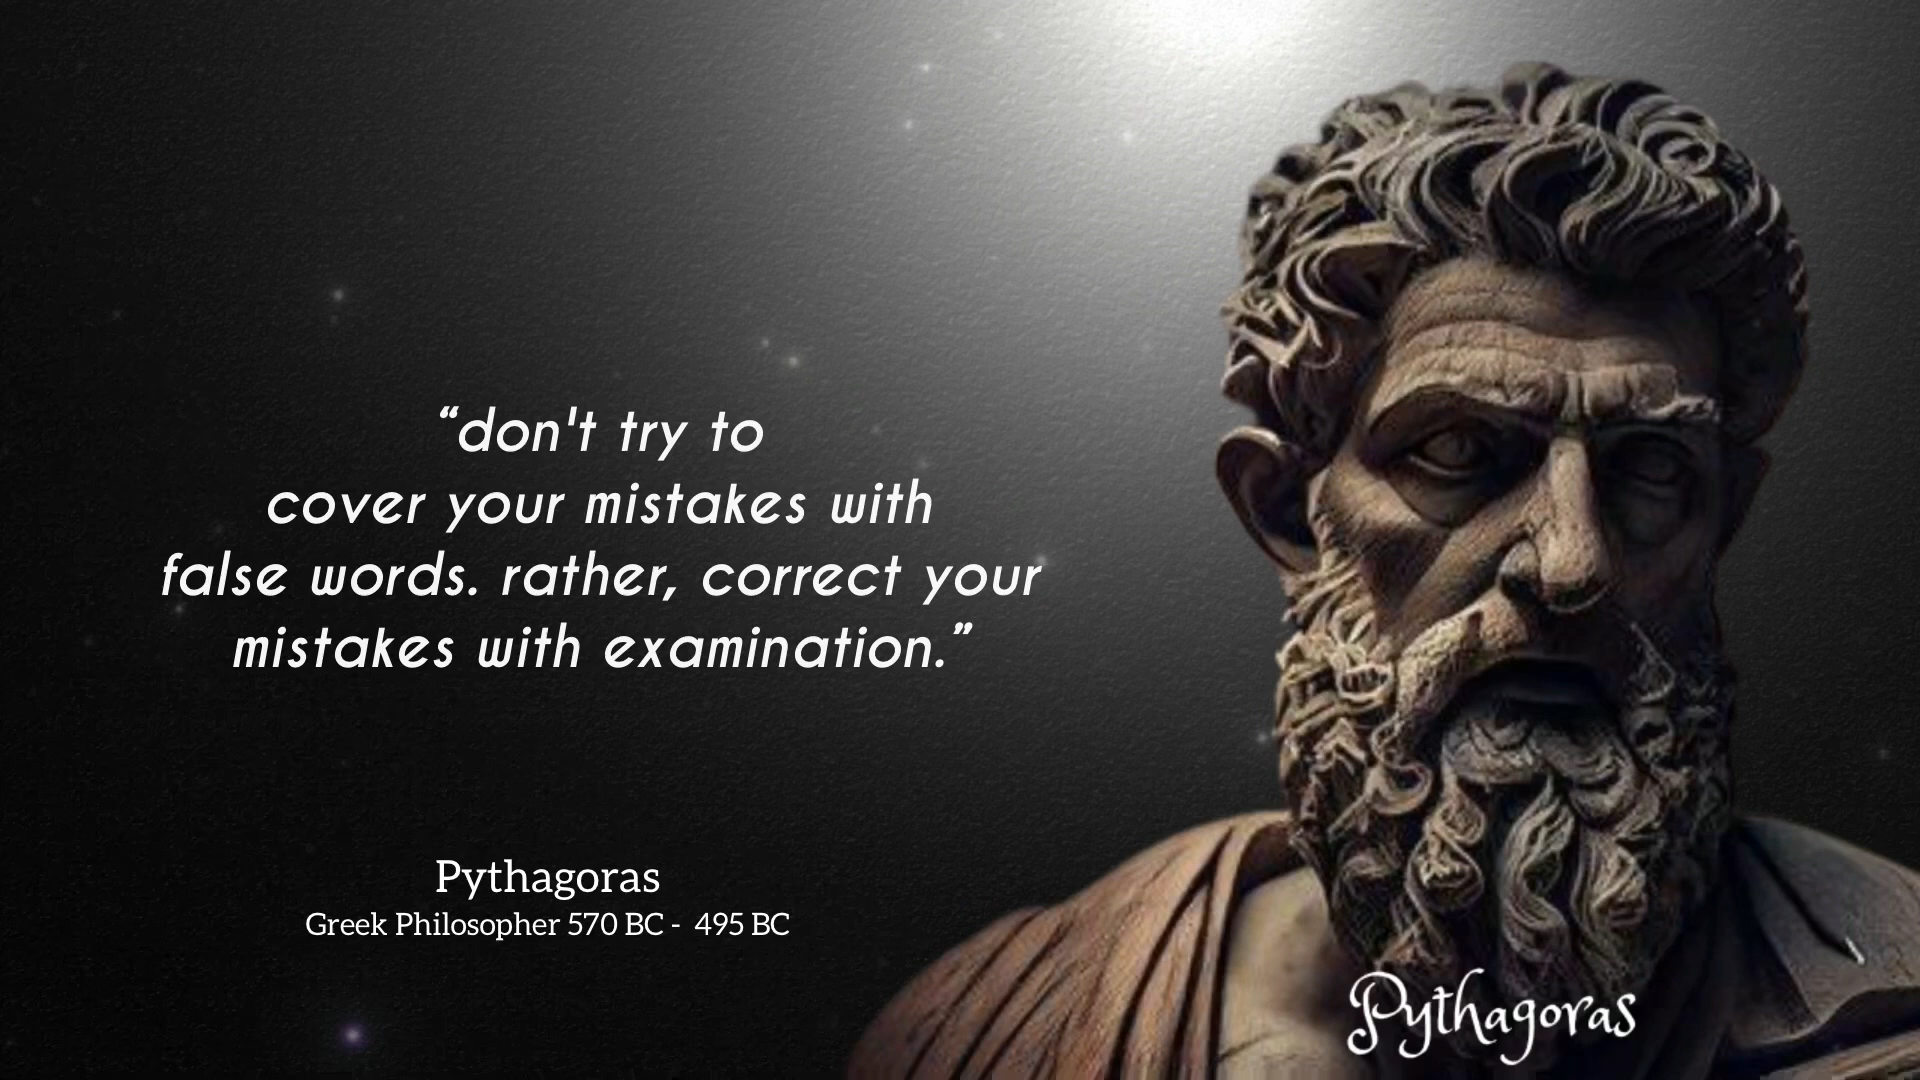 “don't try to
cover your mistakes with
false words. rather, correct your
mistakes with examination.”
Pythagoras
Greek Philosopher 570 BC -  495 BC
Pythagoras